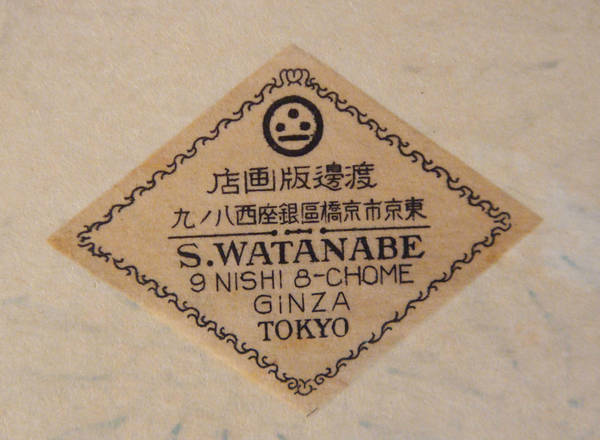 渡邊版画店
東京市京橋區銀座西八ノ九
S.WATANABE
9 NISHI 8-CHOME
GiNZA
TOKYO